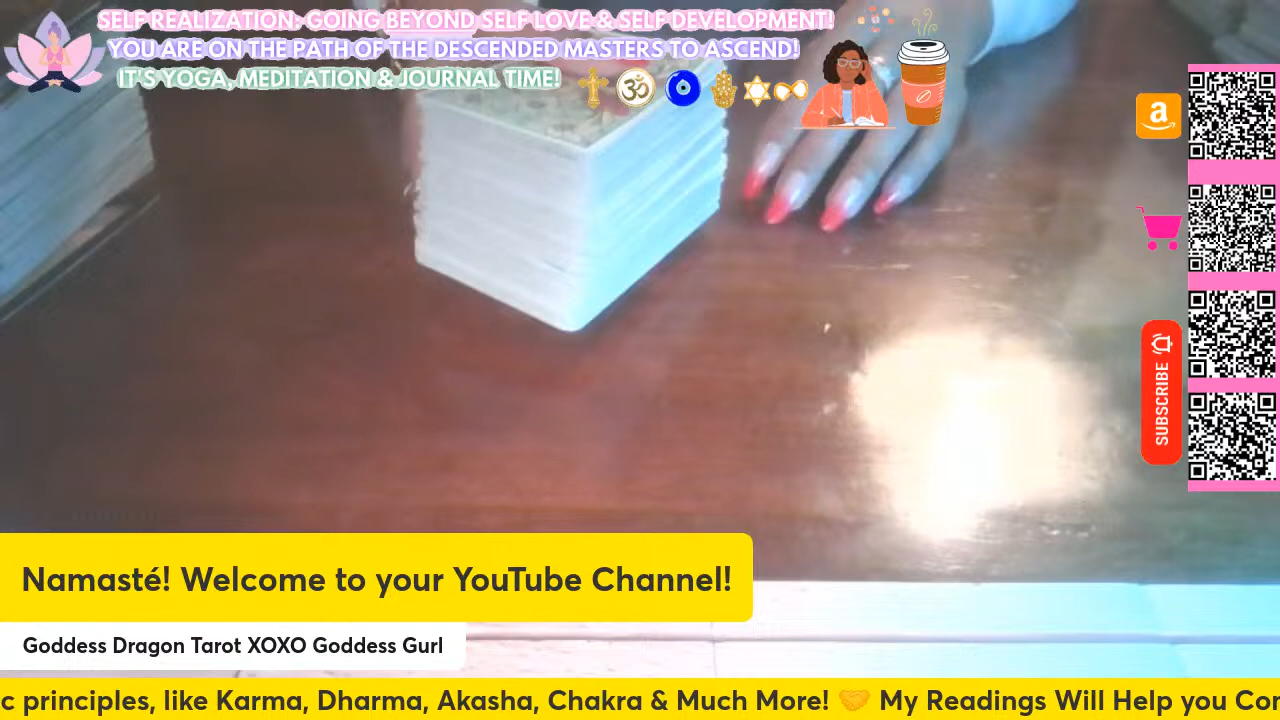 SELF REALIZATION: GOING BEYOND SELF LOVE & SELF DEVELOPMENT!
YOU ARE ON THE PATH OF THE DESCENDED MASTERS TO ASCEND!
IT'S YOGA, MEDITATION & JOURNAL TIME!
ॐ
a
SUBSCRIBE
Namasté! Welcome to your YouTube Channel!
Goddess Dragon Tarot XOXO Goddess Gurl
c principles, like Karma, Dharma, Akasha, Chakra & Much More! 🤝 My Readings Will Help you Cor